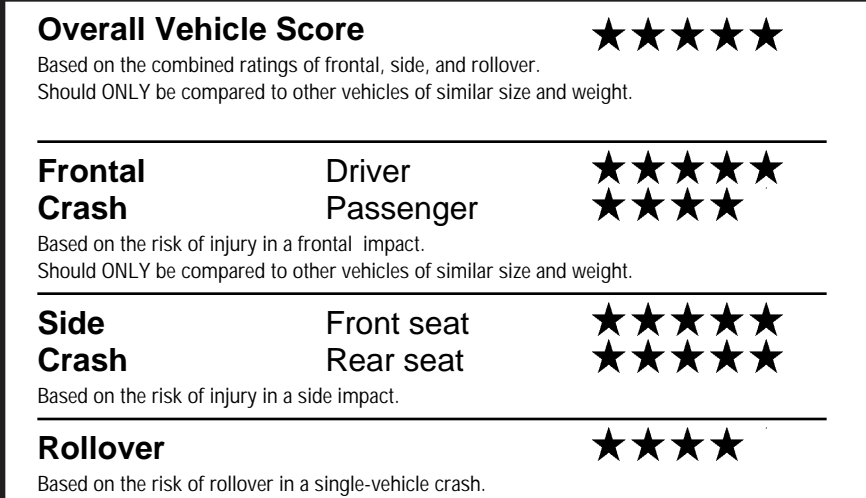 Overall Vehicle Score ★★★★★
Based on the combined ratings of frontal, side, and rollover.
Should ONLY be compared to other vehicles of similar size and weight.
Frontal Driver ★★★★★
Crash Passenger ★★★★
Based on the risk of injury in a frontal impact.
Should ONLY be compared to other vehicles of similar size and weight.
Side Front seat ★★★★★
Crash Rear seat ★★★★★
Based on the risk of injury in a side impact.
Rollover ★★★★
Based on the risk of rollover in a single-vehicle crash.